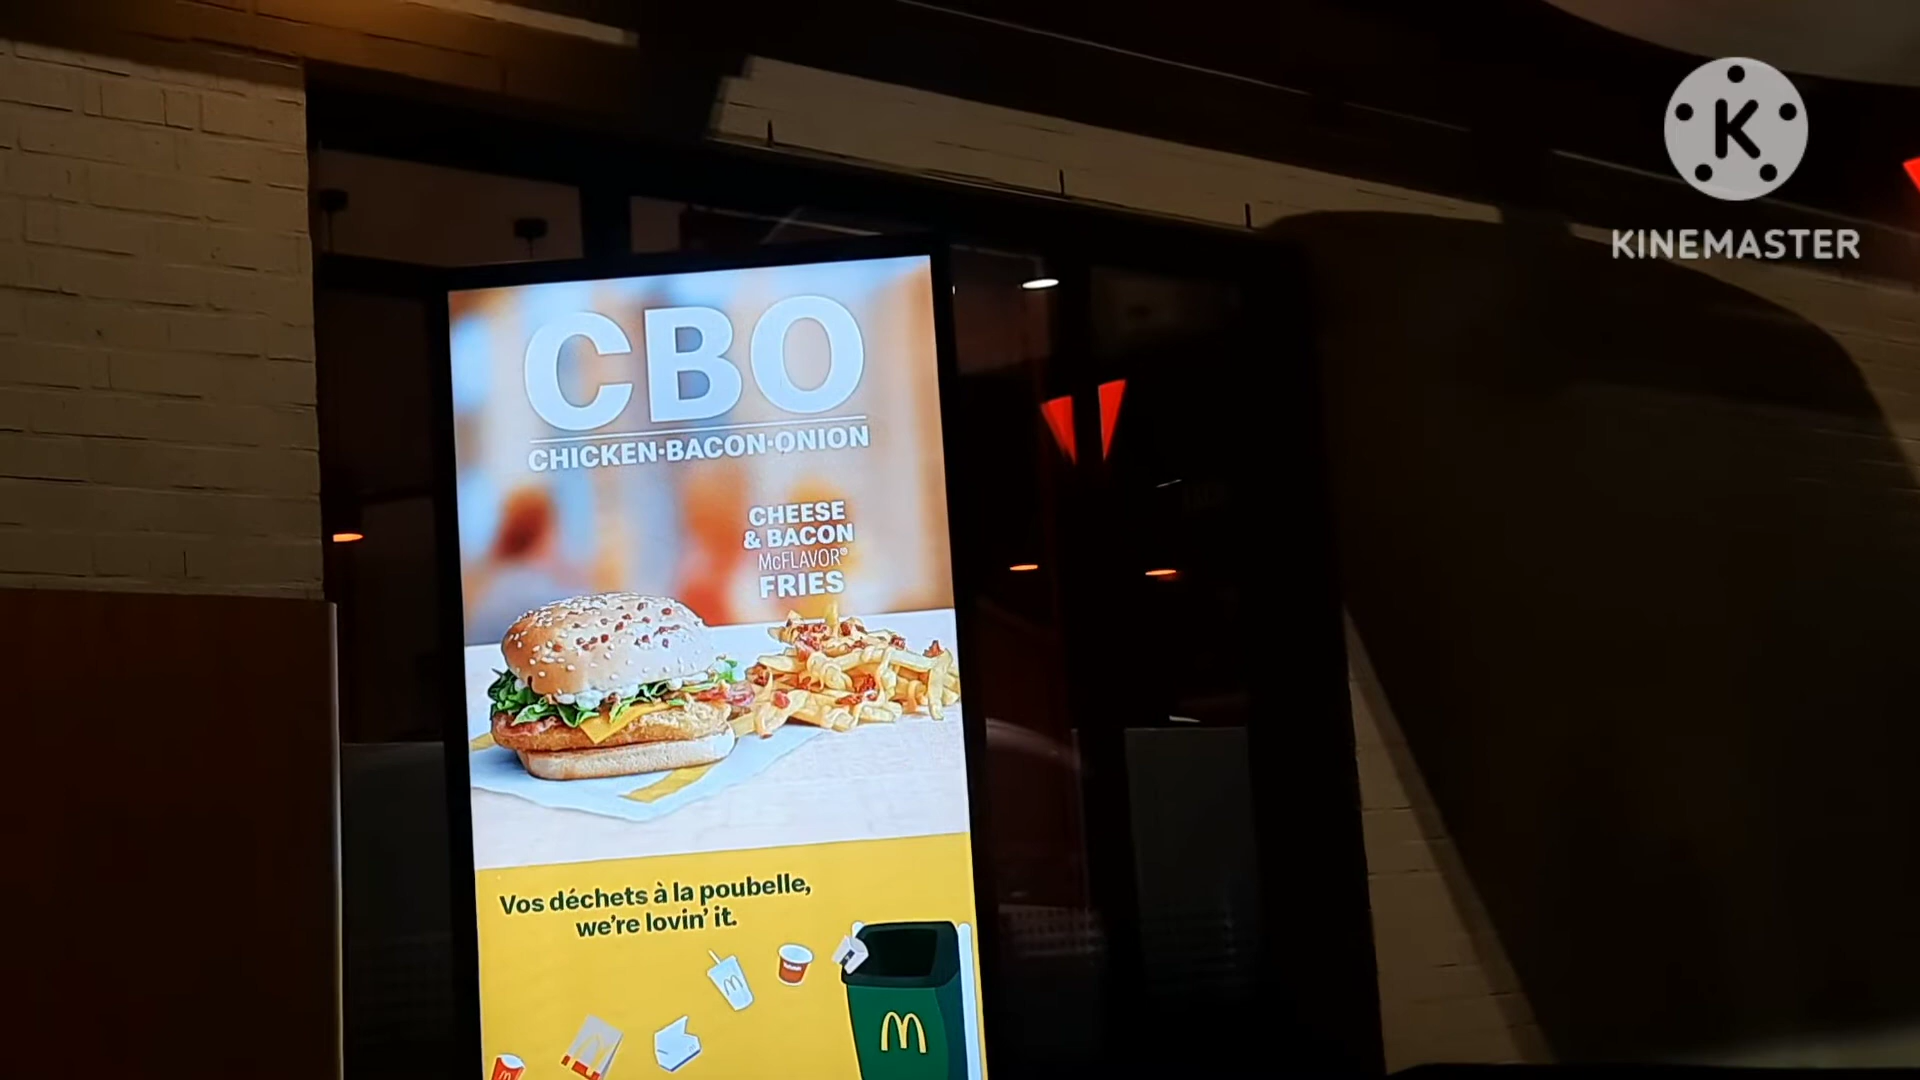 CBO
CHICKEN·BACON·ONION
CHEESE
& BACON
McFLAVOR®
FRIES
Vos déchets à la poubelle,
we're lovin' it.
K
KINEMASTER